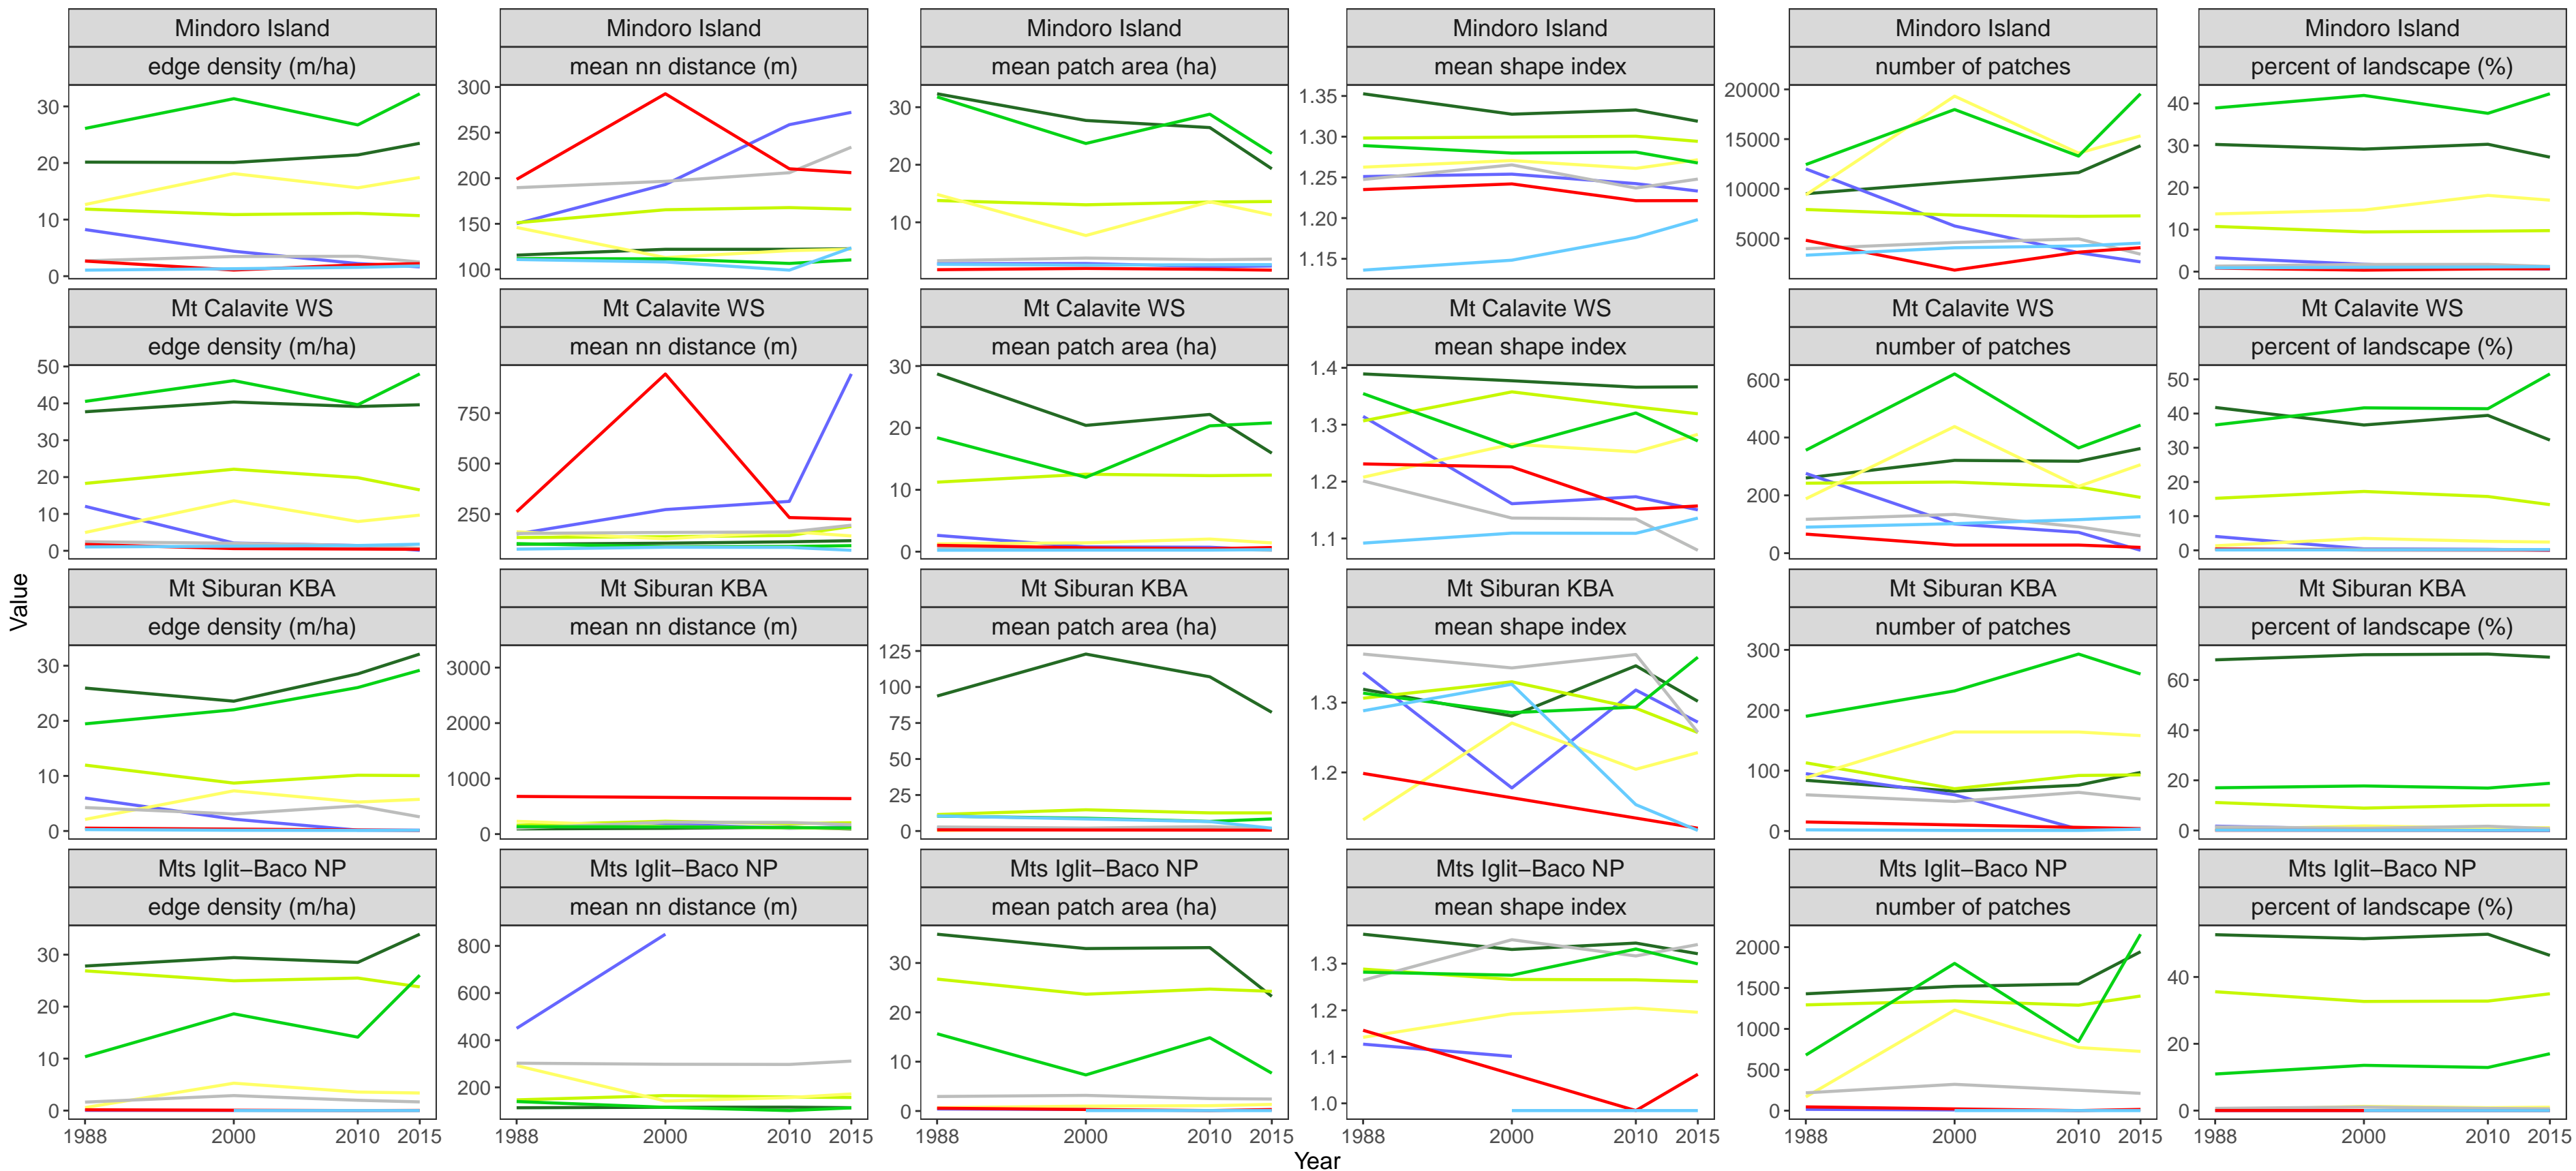 Mindoro Island Mindoro Island Mindoro Island Mindoro Island Mindoro Island Mindoro Island
edge density (m/ha) mean nn distance (m) mean patch area (ha) mean shape index number of patches percent of landscape (%)
30 20 10 0
300 250 200 150 100
30 20 10
1.35 1.30 1.25 1.20 1.15
20000 15000 10000 5000
40 30 20 10 0
Mt Calavite WS Mt Calavite WS Mt Calavite WS Mt Calavite WS Mt Calavite WS Mt Calavite WS
edge density (m/ha) mean nn distance (m) mean patch area (ha) mean shape index number of patches percent of landscape (%)
50 40 30 20 10 0
750 500 250
30 20 10 0
1.4 1.3 1.2 1.1
600 400 200 0
50 40 30 20 10 0
Value
Mt Siburan KBA Mt Siburan KBA Mt Siburan KBA Mt Siburan KBA Mt Siburan KBA Mt Siburan KBA
edge density (m/ha) mean nn distance (m) mean patch area (ha) mean shape index number of patches percent of landscape (%)
30 20 10 0
3000 2000 1000 0
125 100 75 50 25 0
1.3 1.2
300 200 100 0
60 40 20 0
Mts Iglit−Baco NP Mts Iglit−Baco NP Mts Iglit−Baco NP Mts Iglit−Baco NP Mts Iglit−Baco NP Mts Iglit−Baco NP
edge density (m/ha) mean nn distance (m) mean patch area (ha) mean shape index number of patches percent of landscape (%)
30 20 10 0
800 600 400 200
30 20 10 0
1.3 1.2 1.1 1.0
2000 1500 1000 500 0
40 20 0
1988 2000 2010 2015 1988 2000 2010 2015 1988 2000 2010 2015 1988 2000 2010 2015 1988 2000 2010 2015 1988 2000 2010 2015
Year